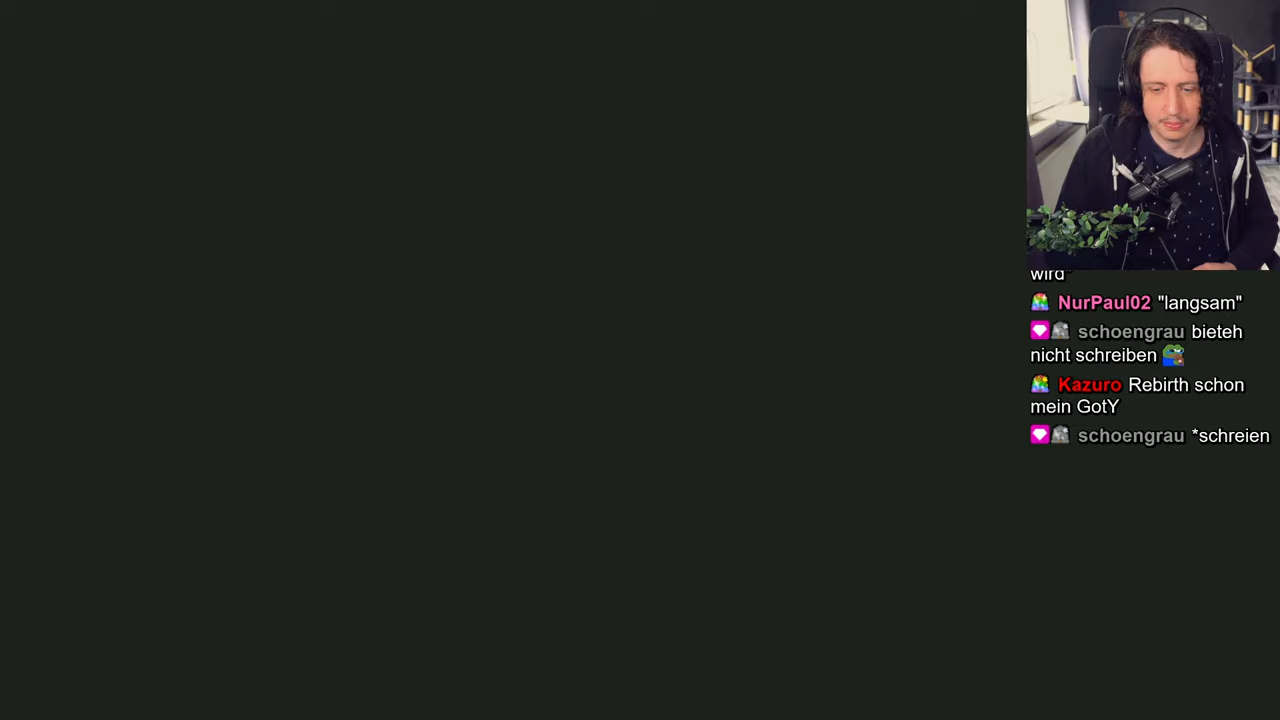 wird"
NurPaul02 "langsam"
schoengrau bieteh
nicht schreiben
Kazuro Rebirth schon
mein GotY
schoengrau *schreien